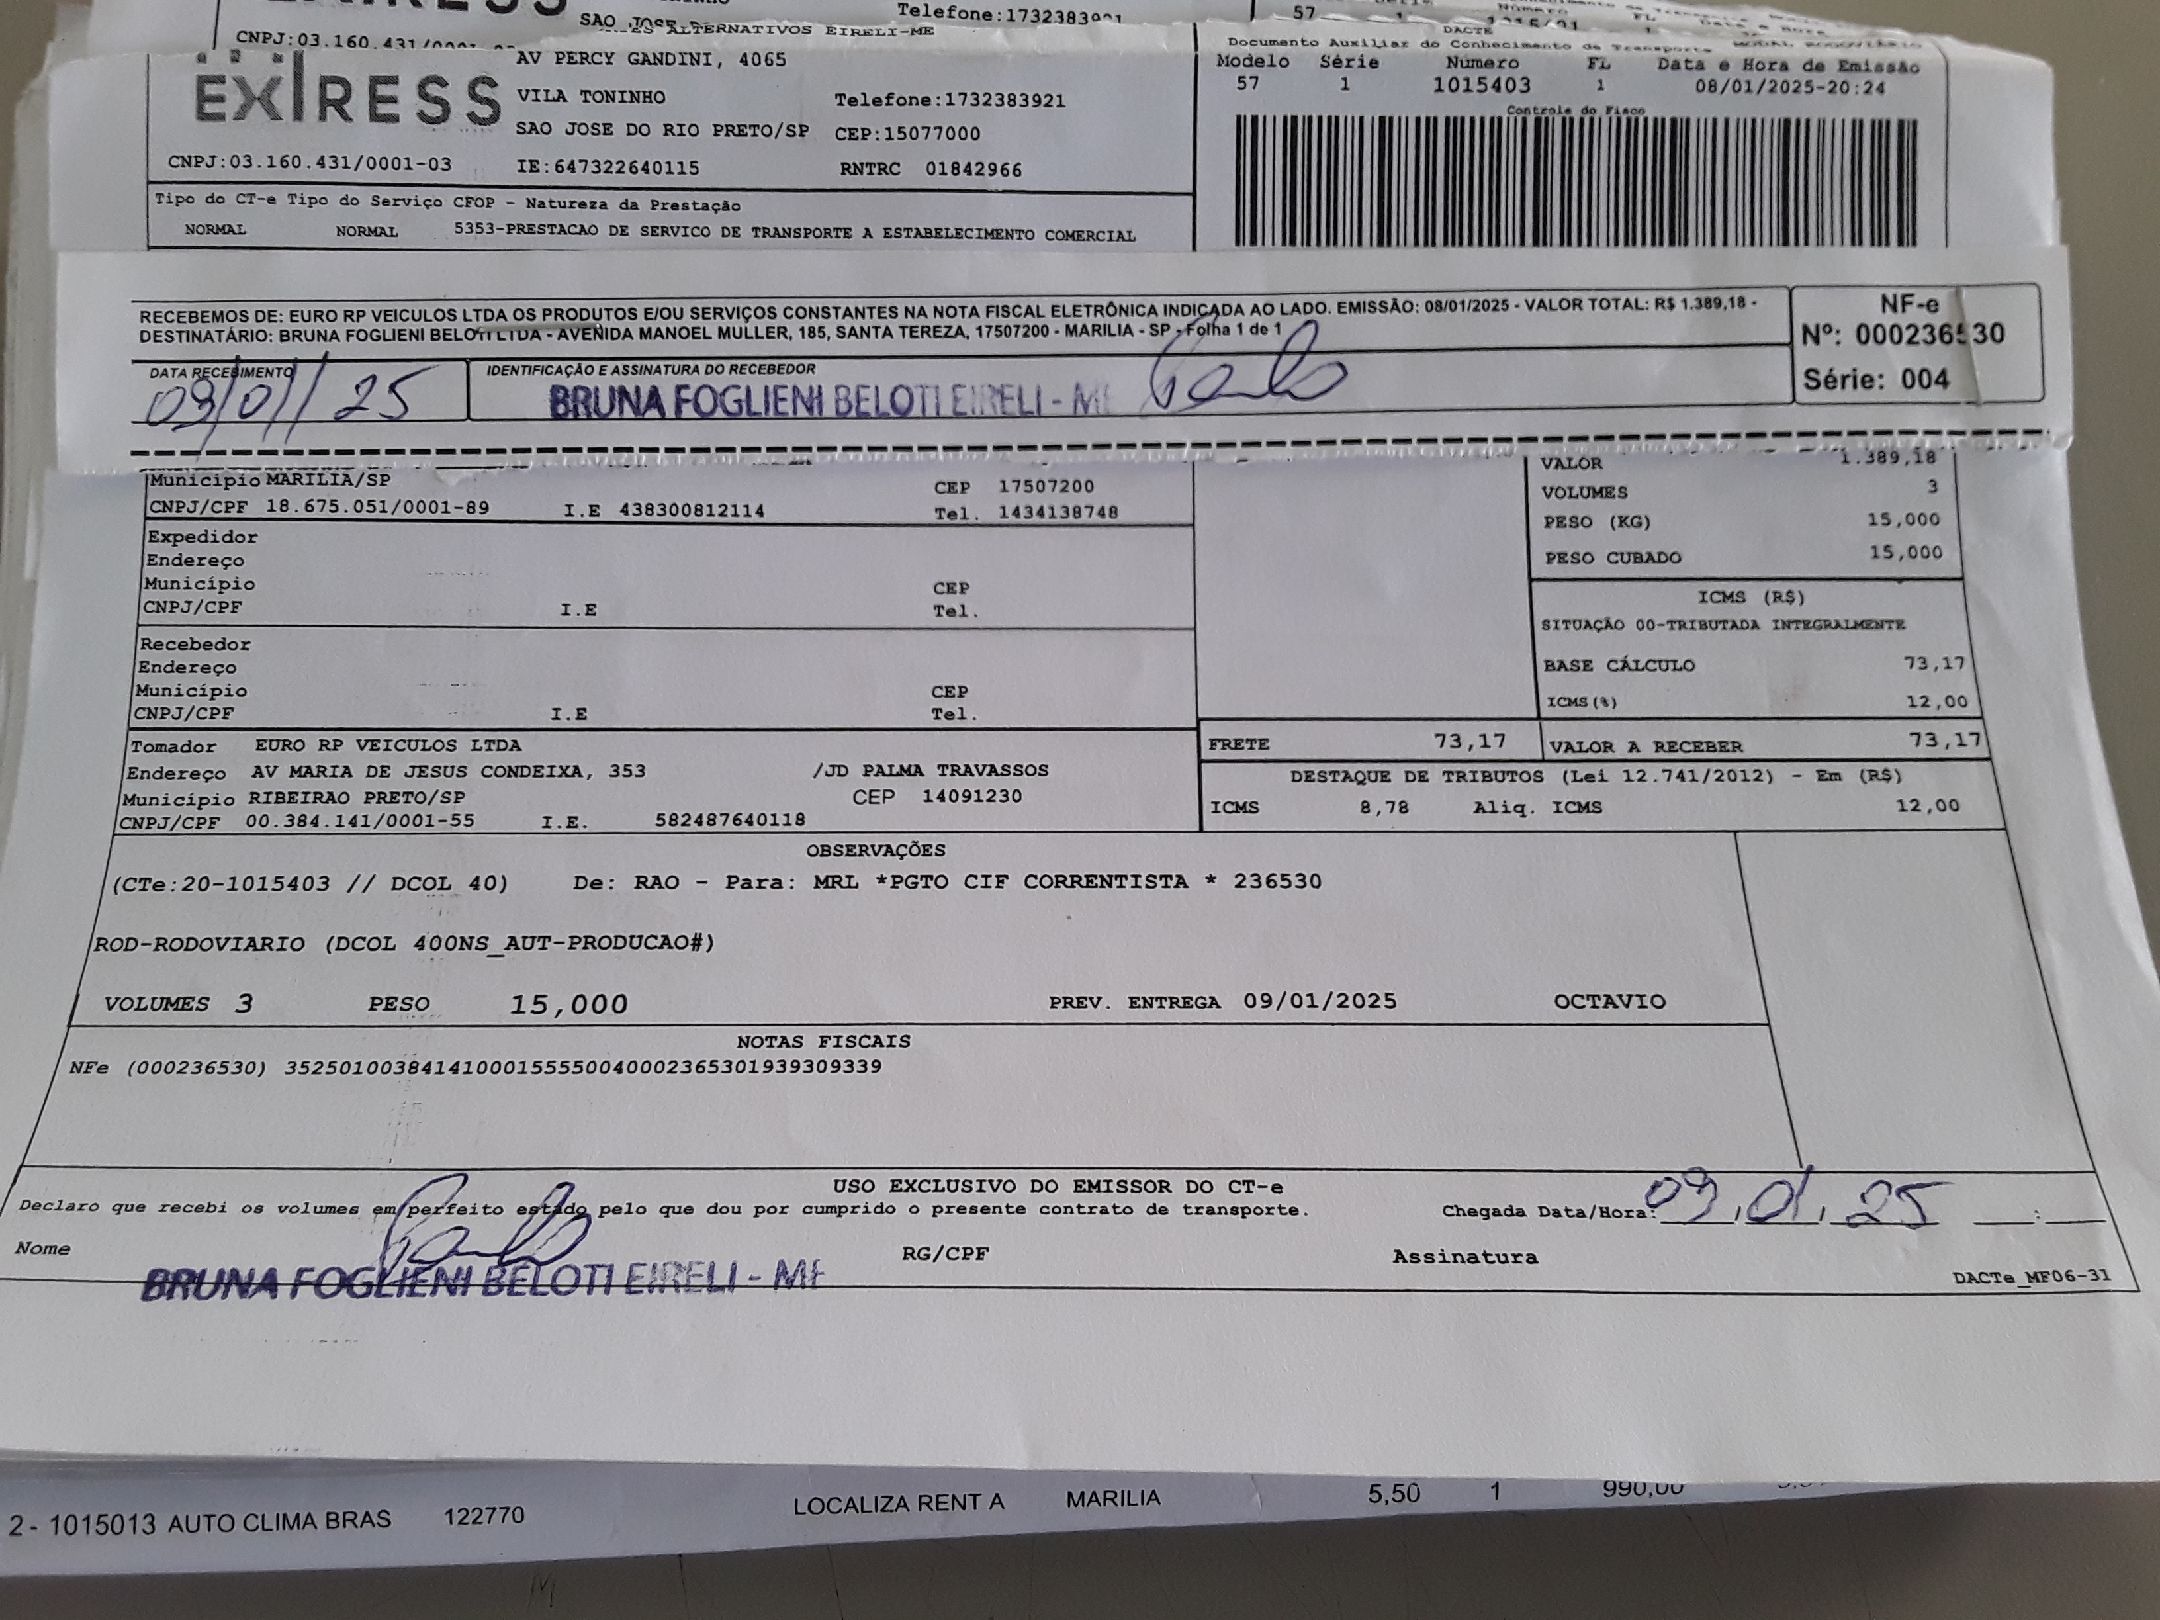 Telefone:1732383921
57
CNPJ:03.160.431/0001-03
ALTERNATIVOS EIRELI-ME
DACTE
Documento Auxiliar do Conhecimento de Transporte
EXPRESS
AV PERCY GANDINI, 4065
VILA TONINHO
Telefone:1732383921
SAO JOSE DO RIO PRETO/SP CEP:15077000
CNPJ:03.160.431/0001-03 IE:647322640115 RNTRC 01842966
Modelo Série Número FL Data e Hora de Emissão
57 1 1015403 1 08/01/2025-20:24
Controle do Fisco
Tipo do CT-e Tipo do Serviço CFOP - Natureza da Prestação
NORMAL NORMAL 5353-PRESTACAO DE SERVICO DE TRANSPORTE A ESTABELECIMENTO COMERCIAL
RECEBEMOS DE: EURO RP VEICULOS LTDA OS PRODUTOS E/OU SERVIÇOS CONSTANTES NA NOTA FISCAL ELETRÔNICA INDICADA AO LADO. EMISSÃO: 08/01/2025 - VALOR TOTAL: R$ 1.389,18 -
DESTINATÁRIO: BRUNA FOGLIENI BELOTI LTDA - AVENIDA MANOEL MULLER, 185, SANTA TEREZA, 17507200 - MARILIA - SP - Folha 1 de 1
NF-e
Nº: 000236530
Série: 004
DATA RECEBIMENTO
09/01/25
IDENTIFICAÇÃO E ASSINATURA DO RECEBEDOR
BRUNA FOGLIENI BELOTI EIRELI - ME
Município MARILIA/SP CEP 17507200
CNPJ/CPF 18.675.051/0001-89 I.E 438300812114 Tel. 1434138748
VALOR 1.389,18
VOLUMES 3
PESO (KG) 15,000
PESO CUBADO 15,000
Expedidor
Endereço
Município CEP
CNPJ/CPF I.E Tel.
ICMS (R$)
SITUAÇÃO 00-TRIBUTADA INTEGRALMENTE
BASE CÁLCULO 73,17
ICMS(%) 12,00
Recebedor
Endereço
Município CEP
CNPJ/CPF I.E Tel.
Tomador EURO RP VEICULOS LTDA
Endereço AV MARIA DE JESUS CONDEIXA, 353 /JD PALMA TRAVASSOS
Município RIBEIRAO PRETO/SP CEP 14091230
CNPJ/CPF 00.384.141/0001-55 I.E. 582487640118
FRETE 73,17 VALOR A RECEBER 73,17
DESTAQUE DE TRIBUTOS (Lei 12.741/2012) - Em (R$)
ICMS 8,78 Aliq. ICMS 12,00
OBSERVAÇÕES
(CTe:20-1015403 // DCOL 40) De: RAO - Para: MRL *PGTO CIF CORRENTISTA * 236530
ROD-RODOVIARIO (DCOL 400NS_AUT-PRODUCAO#)
VOLUMES 3 PESO 15,000 PREV. ENTREGA 09/01/2025 OCTAVIO
NOTAS FISCAIS
NFe (000236530) 35250100384141000155550040002365301939309339
USO EXCLUSIVO DO EMISSOR DO CT-e
Declaro que recebi os volumes em perfeito estado pelo que dou por cumprido o presente contrato de transporte. Chegada Data/Hora: 09, 01, 25 :
Nome RG/CPF Assinatura
BRUNA FOGLIENI BELOTI EIRELI - ME
DACTe_MF06-31
2 - 1015013 AUTO CLIMA BRAS 122770 LOCALIZA RENT A MARILIA 5,50 1 990,00